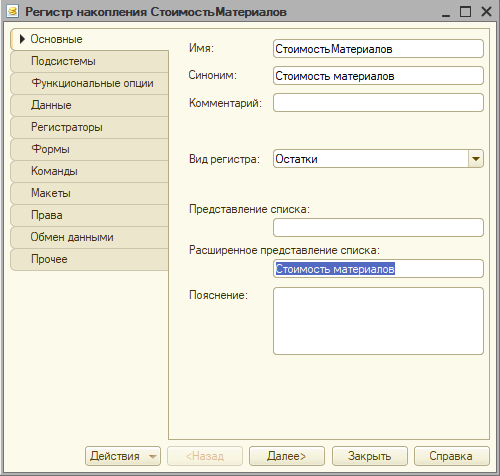 Регистр накопления СтоимостьМатериалов
Основные
Подсистемы
Функциональные опции
Данные
Регистраторы
Формы
Команды
Макеты
Права
Обмен данными
Прочее
Имя: СтоимостьМатериалов
Синоним: Стоимость материалов
Комментарий:
Вид регистра: Остатки
Представление списка:
Расширенное представление списка:
Стоимость материалов
Пояснение:
Действия <Назад Далее> Закрыть Справка